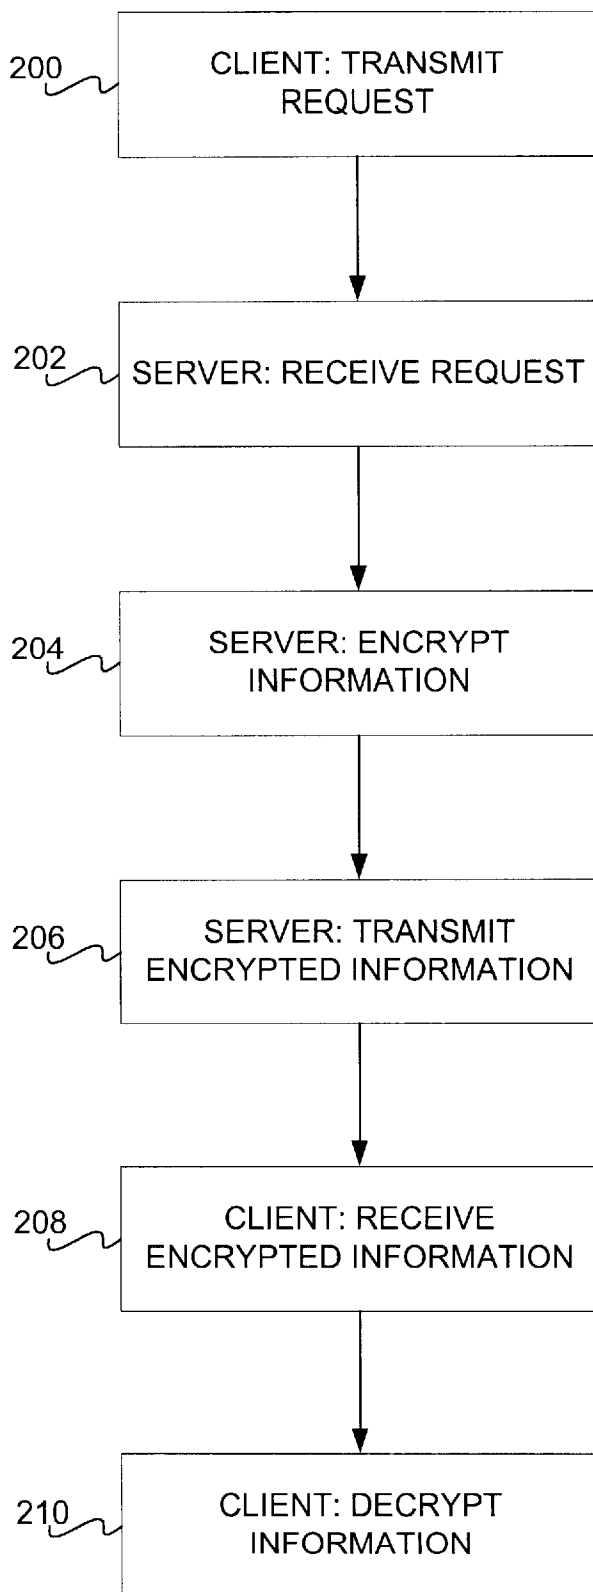 200
CLIENT: TRANSMIT
REQUEST
202
SERVER: RECEIVE REQUEST
204
SERVER: ENCRYPT
INFORMATION
206
SERVER: TRANSMIT
ENCRYPTED INFORMATION
208
CLIENT: RECEIVE
ENCRYPTED INFORMATION
210
CLIENT: DECRYPT
INFORMATION